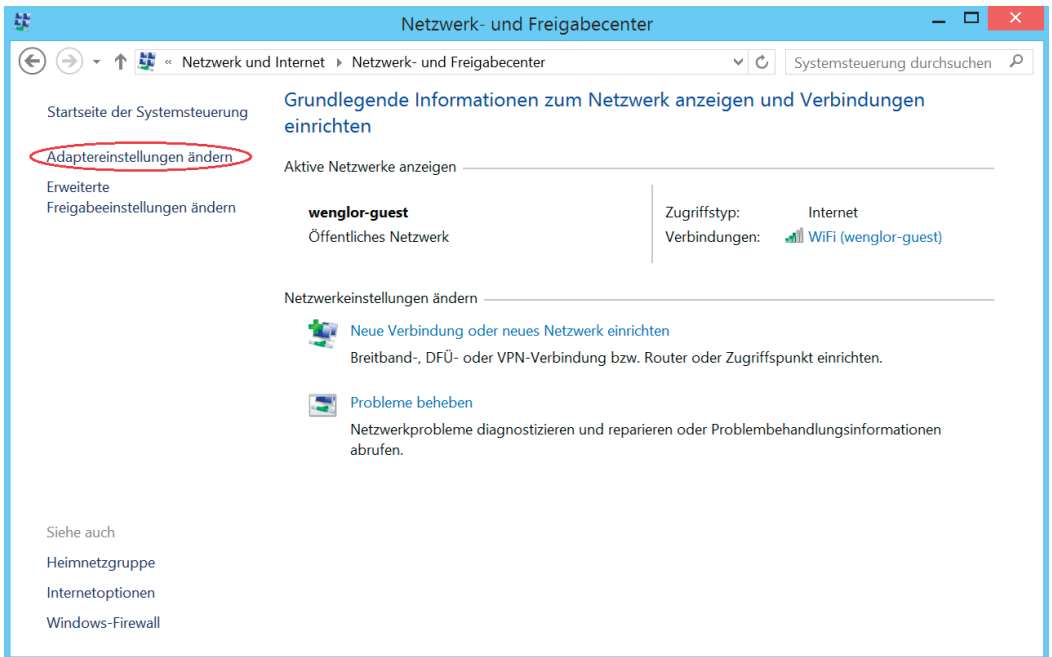 Netzwerk- und Freigabecenter
« Netzwerk und Internet Netzwerk- und Freigabecenter
Systemsteuerung durchsuchen
Startseite der Systemsteuerung
Adaptereinstellungen ändern
Erweiterte
Freigabeeinstellungen ändern
Grundlegende Informationen zum Netzwerk anzeigen und Verbindungen
einrichten
Aktive Netzwerke anzeigen
wenglor-guest
Öffentliches Netzwerk
Zugriffstyp: Internet
Verbindungen: WiFi (wenglor-guest)
Netzwerkeinstellungen ändern
Neue Verbindung oder neues Netzwerk einrichten
Breitband-, DFÜ- oder VPN-Verbindung bzw. Router oder Zugriffspunkt einrichten.
Probleme beheben
Netzwerkprobleme diagnostizieren und reparieren oder Problembehandlungsinformationen
abrufen.
Siehe auch
Heimnetzgruppe
Internetoptionen
Windows-Firewall